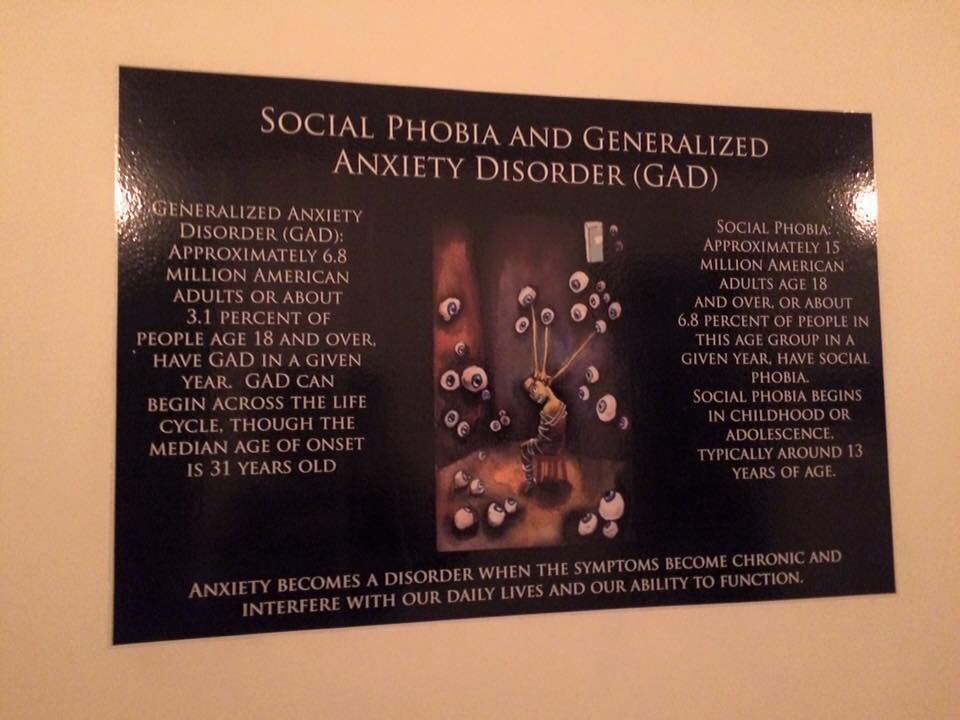 SOCIAL PHOBIA AND GENERALIZED
ANXIETY DISORDER (GAD)
GENERALIZED ANXIETY
DISORDER (GAD):
APPROXIMATELY 6.8
MILLION AMERICAN
ADULTS OR ABOUT
3.1 PERCENT OF
PEOPLE AGE 18 AND OVER,
HAVE GAD IN A GIVEN
YEAR. GAD CAN
BEGIN ACROSS THE LIFE
CYCLE, THOUGH THE
MEDIAN AGE OF ONSET
IS 31 YEARS OLD
SOCIAL PHOBIA:
APPROXIMATELY 15
MILLION AMERICAN
ADULTS AGE 18
AND OVER, OR ABOUT
6.8 PERCENT OF PEOPLE IN
THIS AGE GROUP IN A
GIVEN YEAR, HAVE SOCIAL
PHOBIA.
SOCIAL PHOBIA BEGINS
IN CHILDHOOD OR
ADOLESCENCE,
TYPICALLY AROUND 13
YEARS OF AGE.
ANXIETY BECOMES A DISORDER WHEN THE SYMPTOMS BECOME CHRONIC AND
INTERFERE WITH OUR DAILY LIVES AND OUR ABILITY TO FUNCTION.